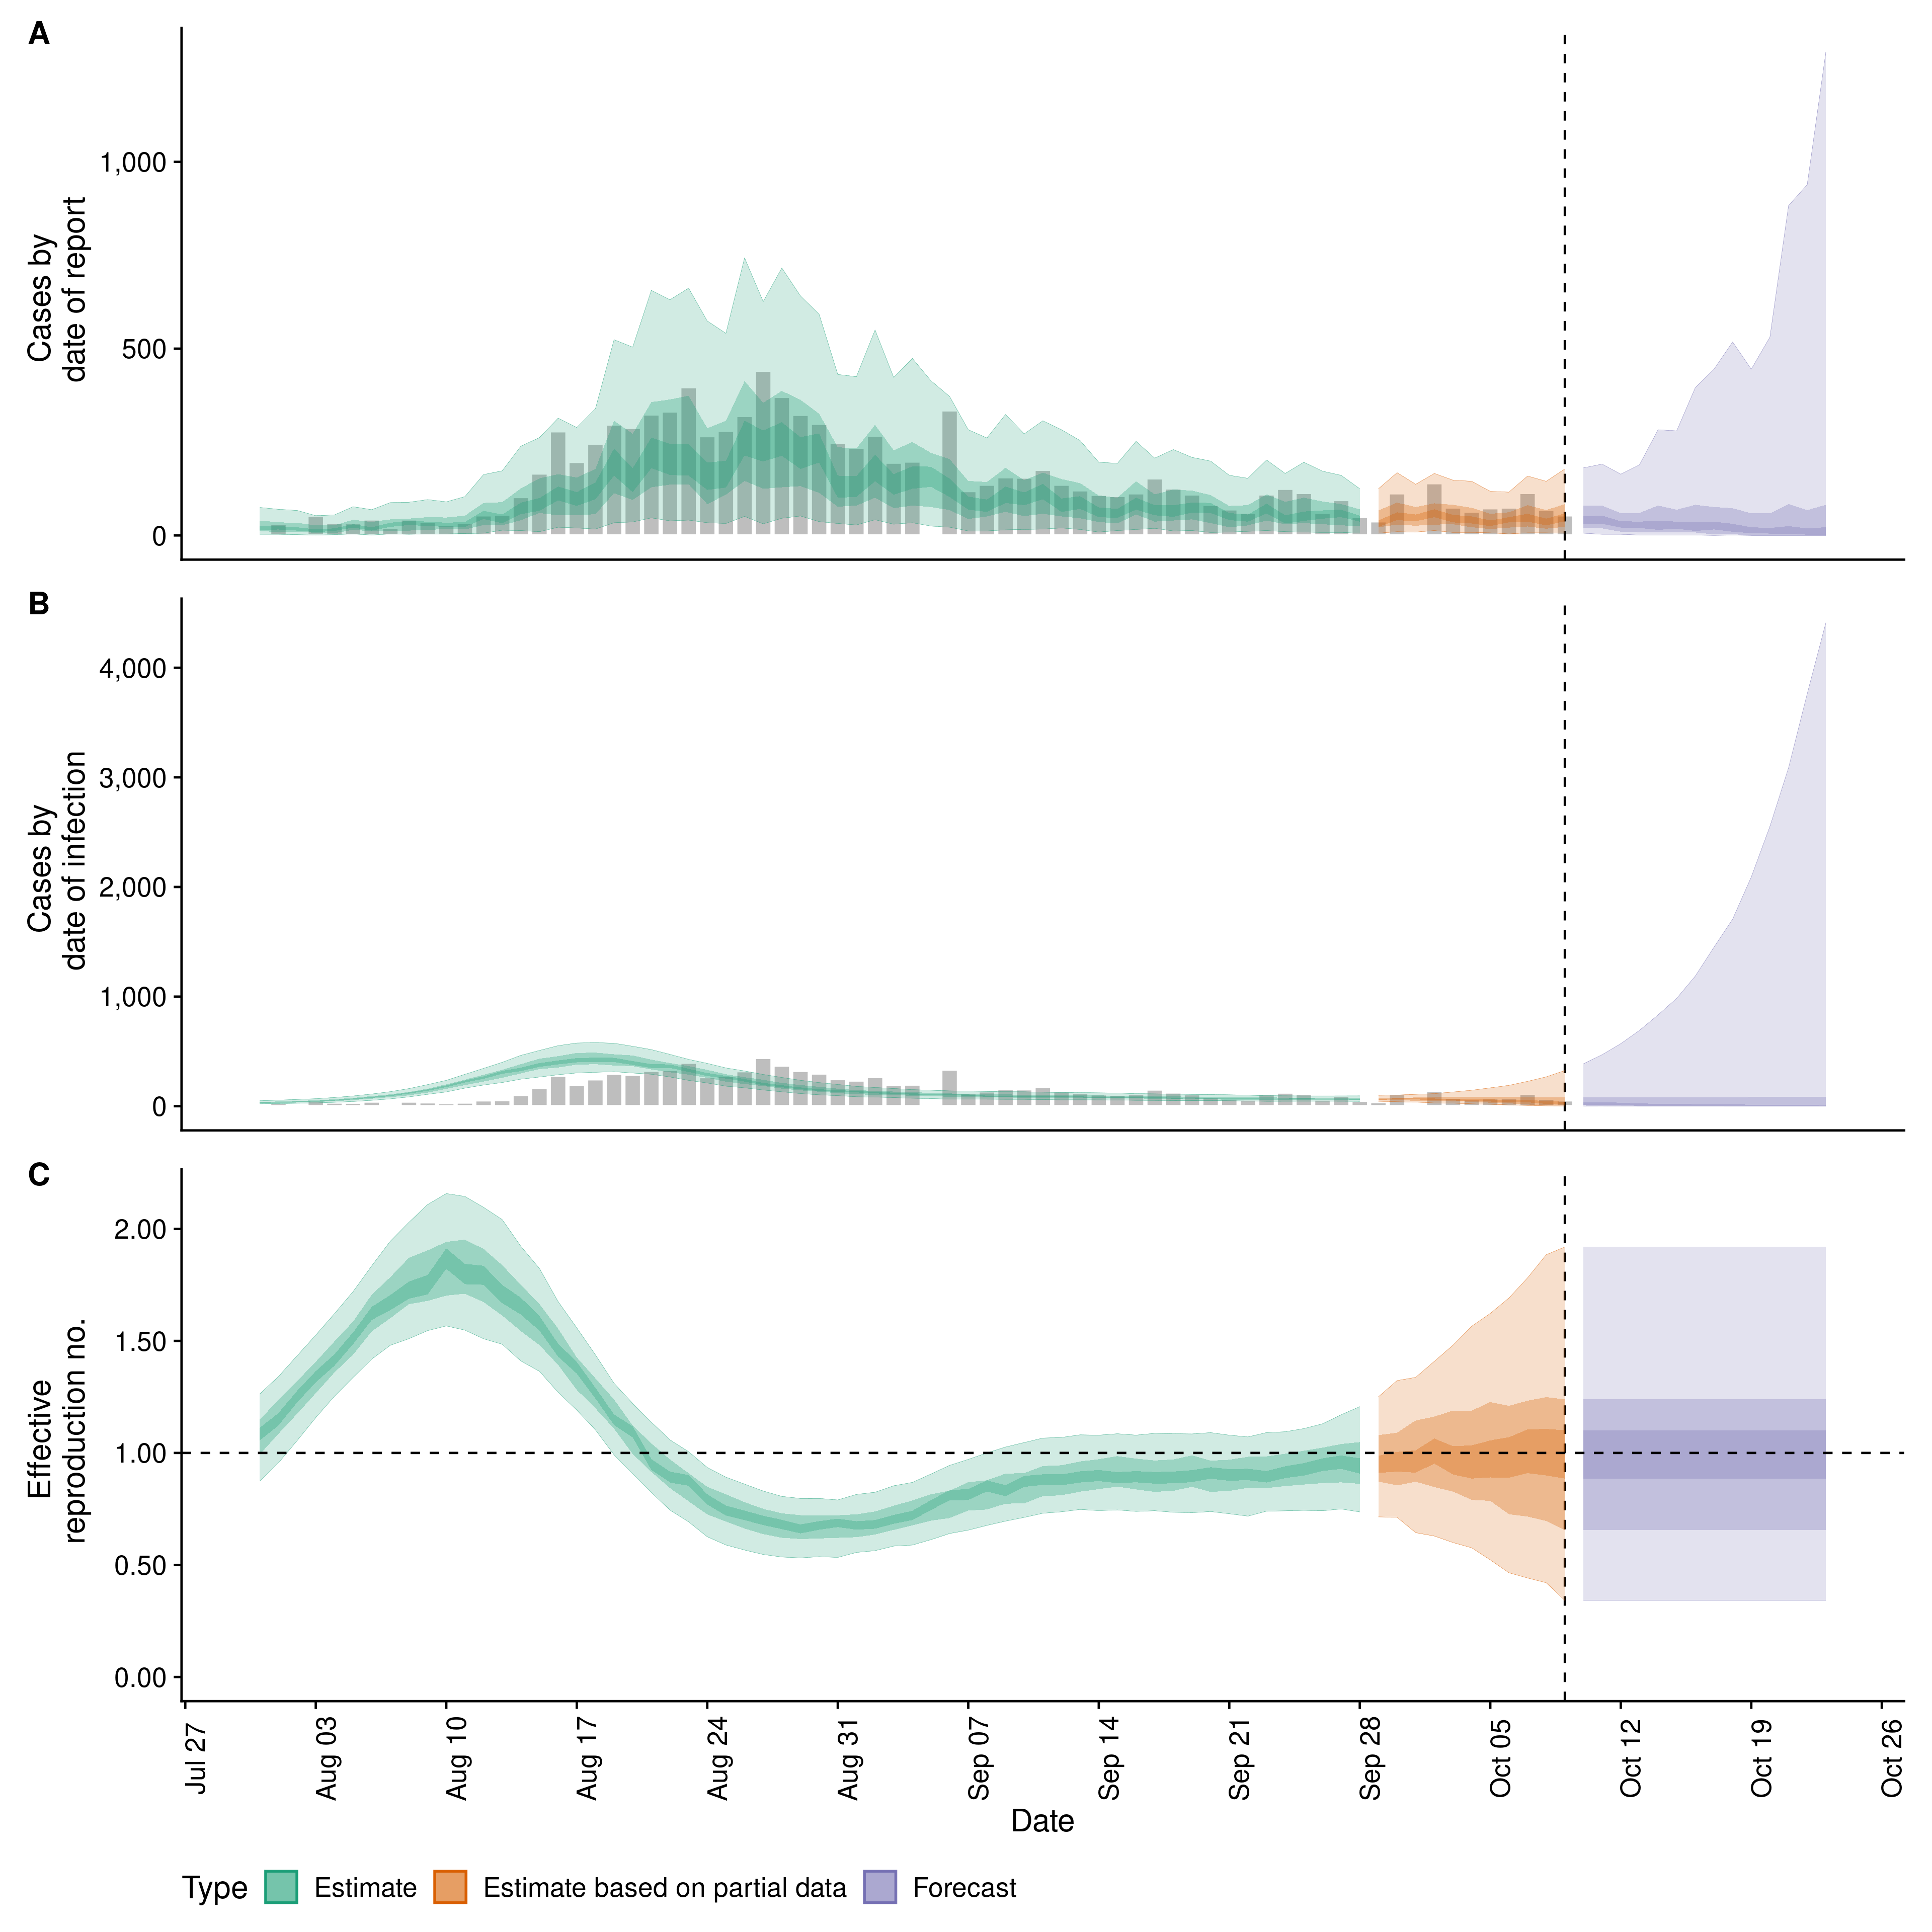 A
Cases by
date of report
1,000
500
0
B
Cases by
date of infection
4,000
3,000
2,000
1,000
0
C
Effective
reproduction no.
2.00
1.50
1.00
0.50
0.00
Jul 27
Aug 03
Aug 10
Aug 17
Aug 24
Aug 31
Sep 07
Sep 14
Sep 21
Sep 28
Oct 05
Oct 12
Oct 19
Oct 26
Date
Type Estimate Estimate based on partial data Forecast